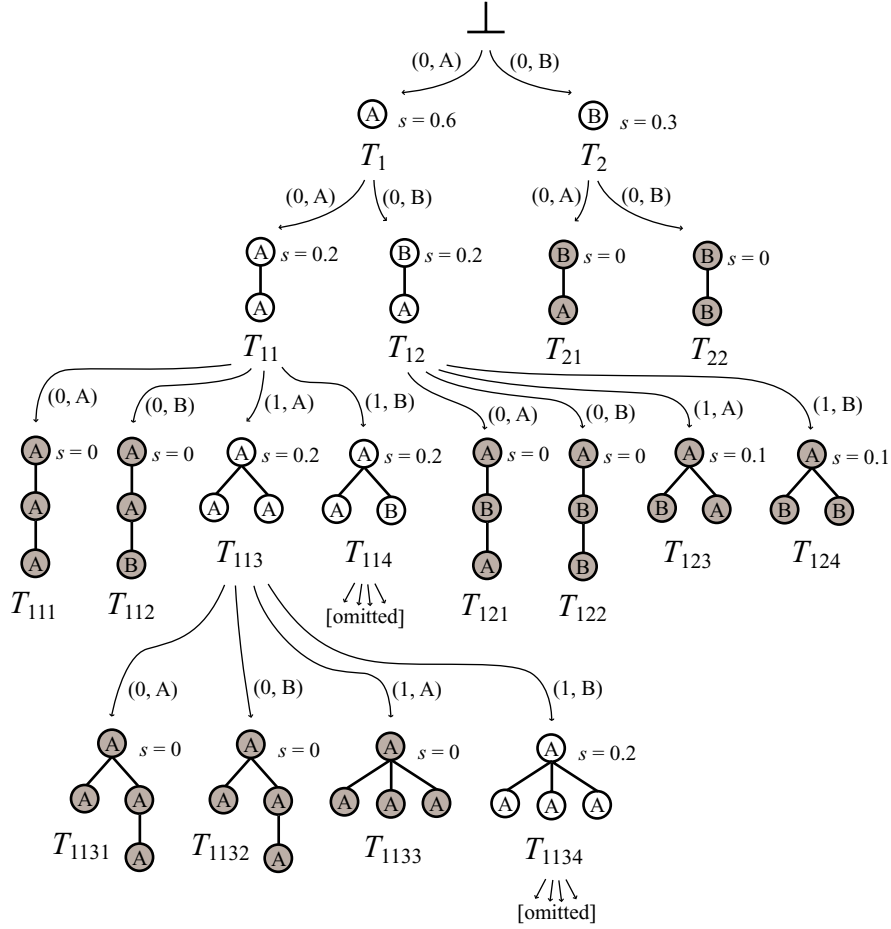 ⊥
(0, A) (0, B)
A s = 0.6 B s = 0.3
T1 T2
(0, A) (0, B) (0, A) (0, B)
A s = 0.2 B s = 0.2 B s = 0 B s = 0
A A A B
T11 T12 T21 T22
(0, A) (0, B) (1, A) (1, B) (0, A) (0, B) (1, A) (1, B)
A s = 0 A s = 0 A s = 0.2 A s = 0.2 A s = 0 A s = 0 A s = 0.1 A s = 0.1
A A A A A B B B B A B B
A B A B
T111 T112 T113 T114 T121 T122 T123 T124
[omitted]
(0, A) (0, B) (1, A) (1, B)
A s = 0 A s = 0 A s = 0 A s = 0.2
A A A A A A A A A A
A A
T1131 T1132 T1133 T1134
[omitted]